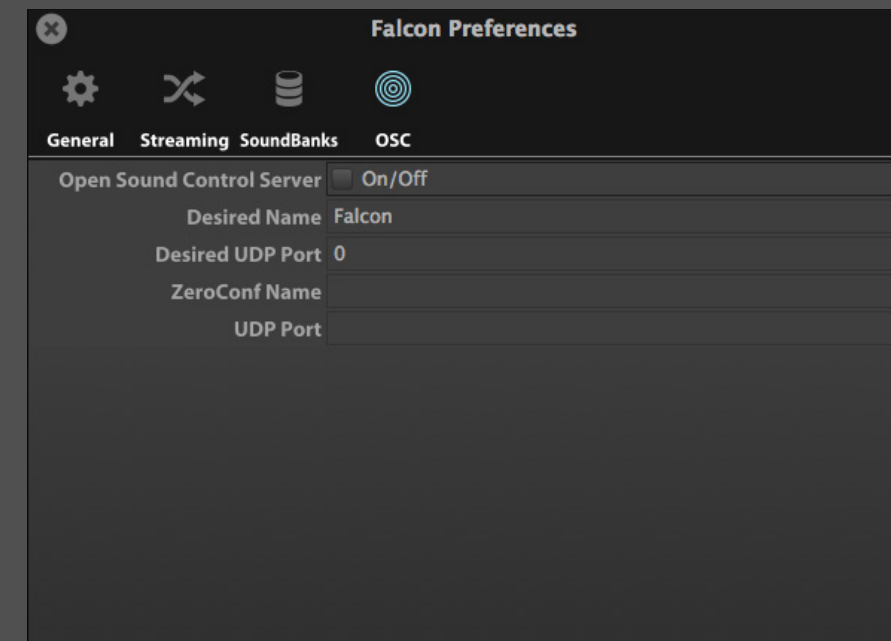 Falcon Preferences
General Streaming SoundBanks OSC
Open Sound Control Server On/Off
Desired Name Falcon
Desired UDP Port 0
ZeroConf Name
UDP Port